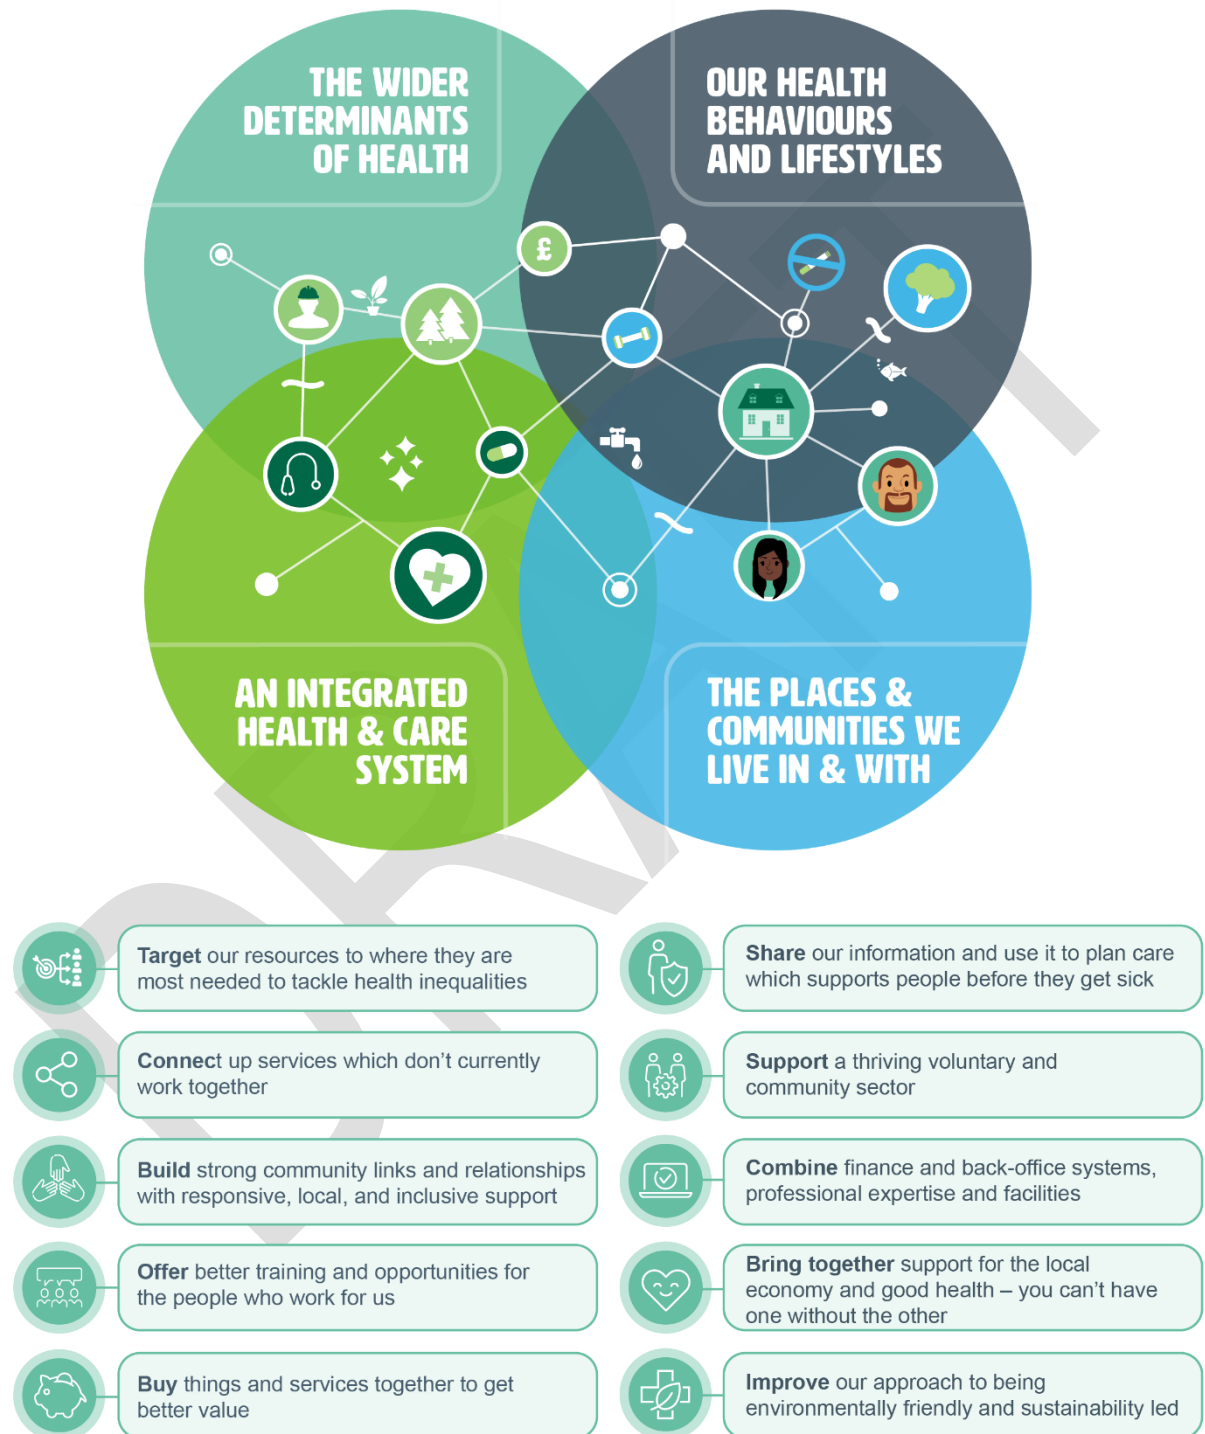 THE WIDER
DETERMINANTS
OF HEALTH
OUR HEALTH
BEHAVIOURS
AND LIFESTYLES
£
AN INTEGRATED
HEALTH & CARE
SYSTEM
THE PLACES &
COMMUNITIES WE
LIVE IN & WITH
DRAFT
Target our resources to where they are
most needed to tackle health inequalities
Connect up services which don’t currently
work together
Build strong community links and relationships
with responsive, local, and inclusive support
Offer better training and opportunities for
the people who work for us
Buy things and services together to get
better value
Share our information and use it to plan care
which supports people before they get sick
Support a thriving voluntary and
community sector
Combine finance and back-office systems,
professional expertise and facilities
Bring together support for the local
economy and good health – you can’t have
one without the other
Improve our approach to being
environmentally friendly and sustainability led